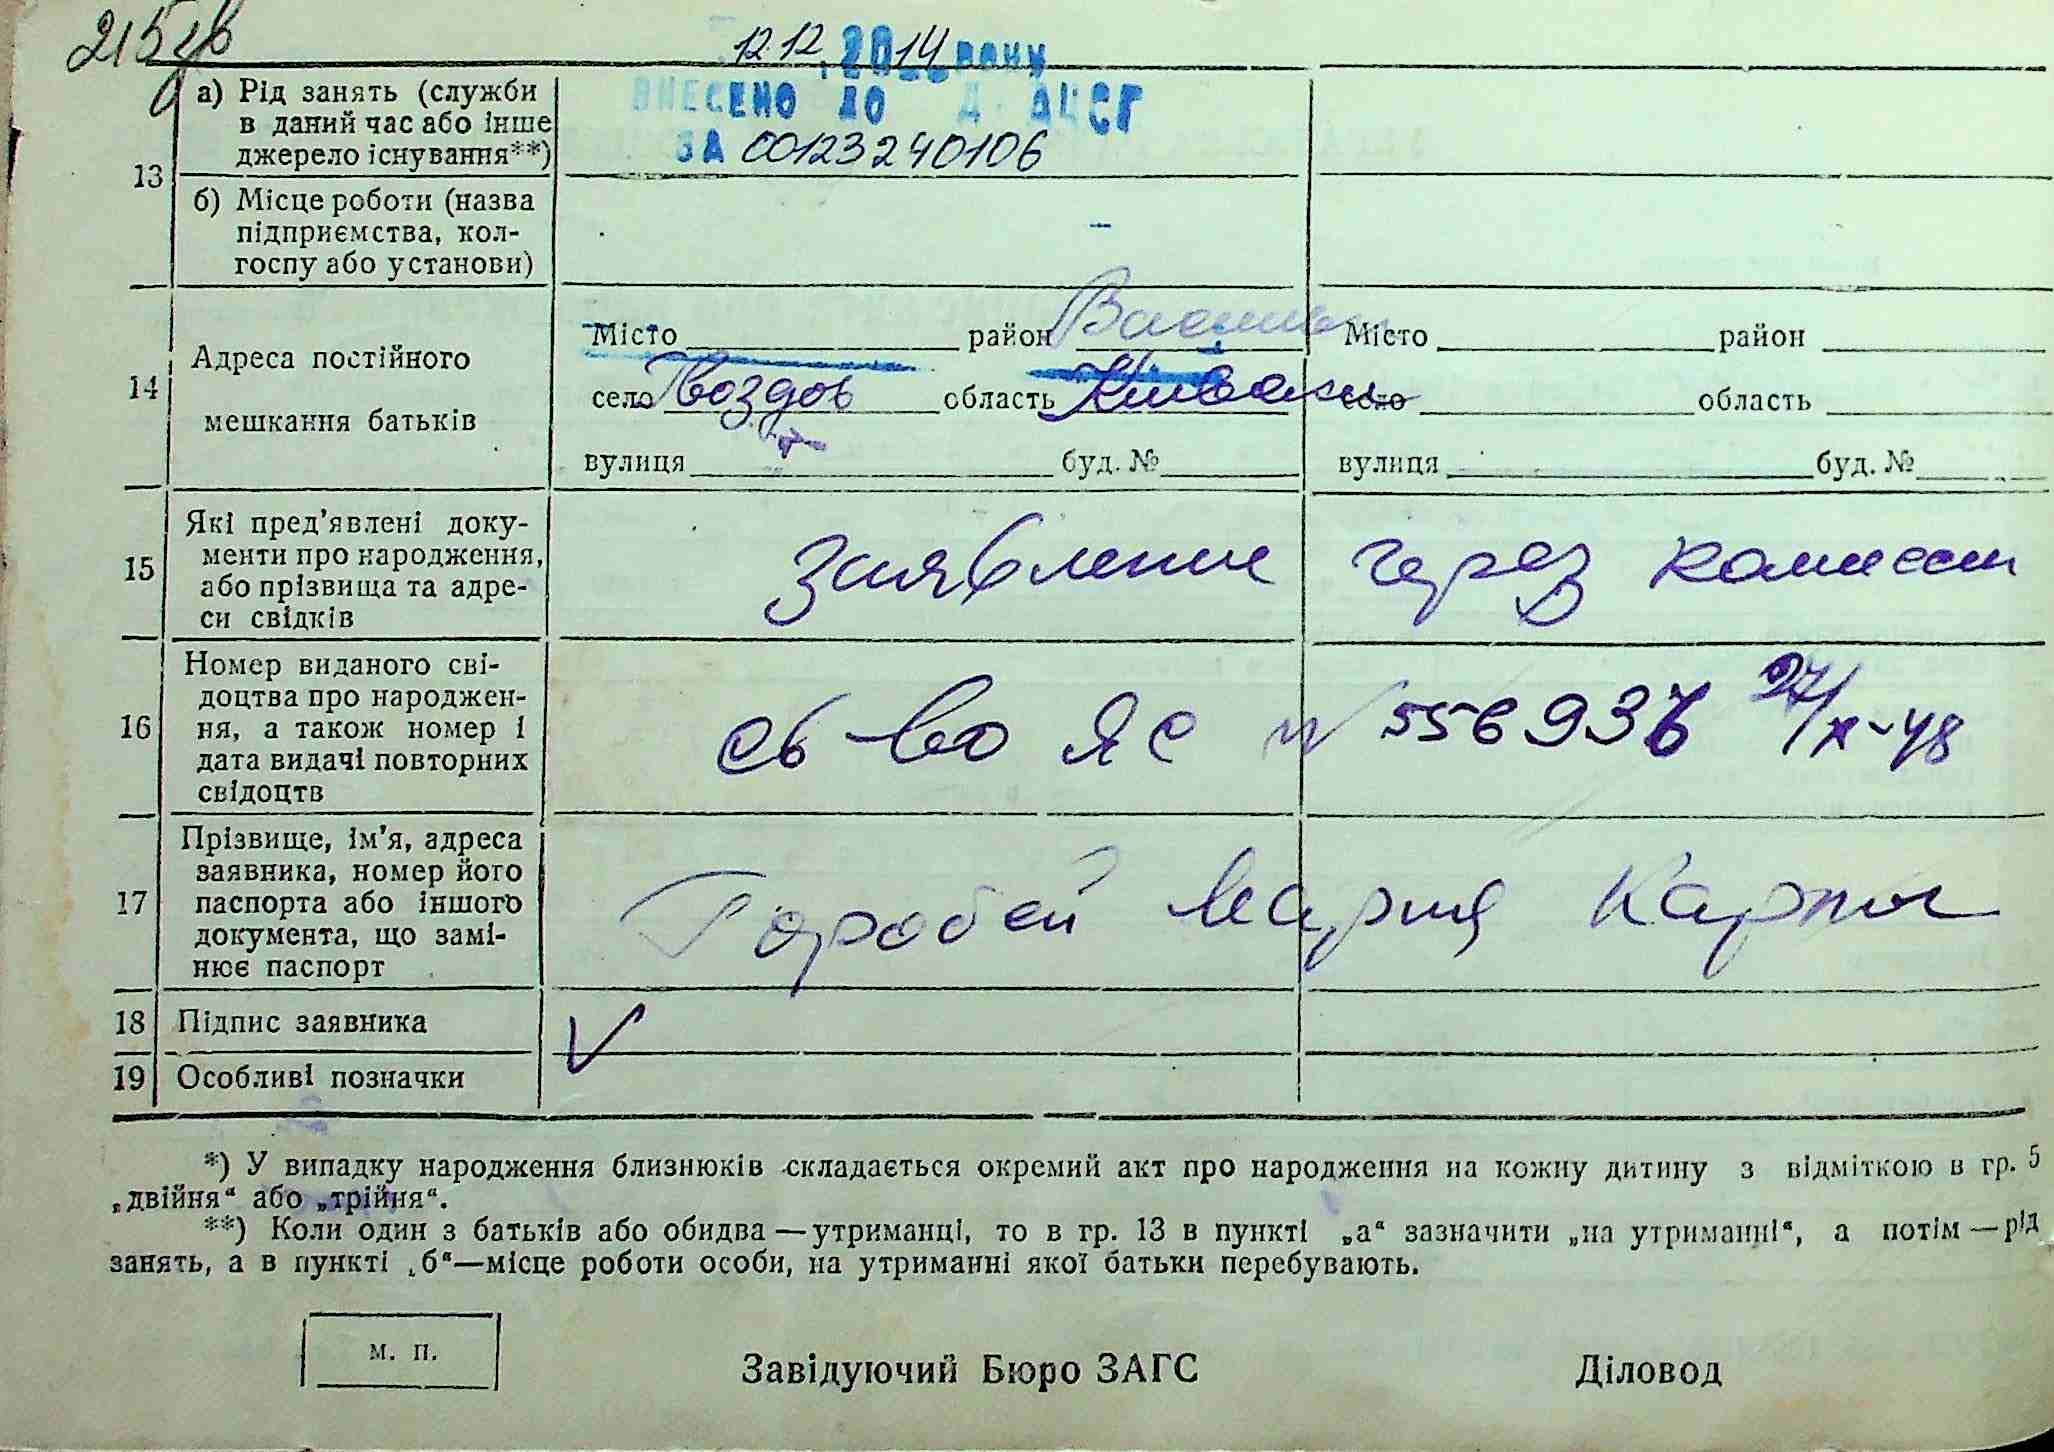 12.12.2014 року
ВНЕСЕНО ДО Д. АЦСГ
ЗА 00123240106
13
а) Рід занять (служби
в даний час або інше
джерело існування**)
б) Місце роботи (назва
підприємства, кол-
госпу або установи)
14
Адреса постійного
мешкання батьків
Місто район
село Гвоздов область Киевск
вулиця буд. №
Місто район
село область
вулиця буд. №
15
Які пред'явлені доку-
менти про народження,
або прізвища та адре-
си свідків
заявление через комисси
16
Номер виданого сві-
доцтва про народжен-
ня, а також номер і
дата видачі повторних
свідоцтв
св-во ЯС № 556937 27/X-48
17
Прізвище, ім'я, адреса
заявника, номер його
паспорта або іншого
документа, що замі-
нює паспорт
Горобей Мария Карпов
18 Підпис заявника
19 Особливі позначки
*) У випадку народження близнюків складається окремий акт про народження на кожну дитину з відміткою в гр. 5
„двійня“ або „трійня“.
**) Коли один з батьків або обидва — утриманці, то в гр. 13 в пункті „а“ зазначити „на утриманні“, а потім — рід
занять, а в пункті „б“—місце роботи особи, на утриманні якої батьки перебувають.
м. п.
Завідуючий Бюро ЗАГС
Діловод